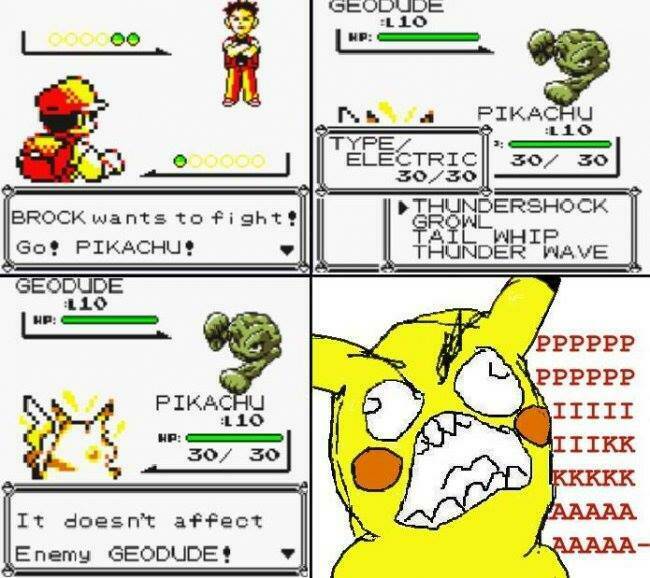 BROCK wants to fight!
Go! PIKACHU!
GEODUDE
:L10
HP:
PIKACHU
:L10
TYPE/
ELECTRIC
30/30
30/ 30
THUNDERSHOCK
GROWL
TAIL WHIP
THUNDER WAVE
GEODUDE
:L10
HP:
PIKACHU
:L10
HP:
30/ 30
It doesn't affect
Enemy GEODUDE!
PPPPPP
PPPPPP
IIIII
IIIKK
KKKKK
AAAAA
AAAAA-